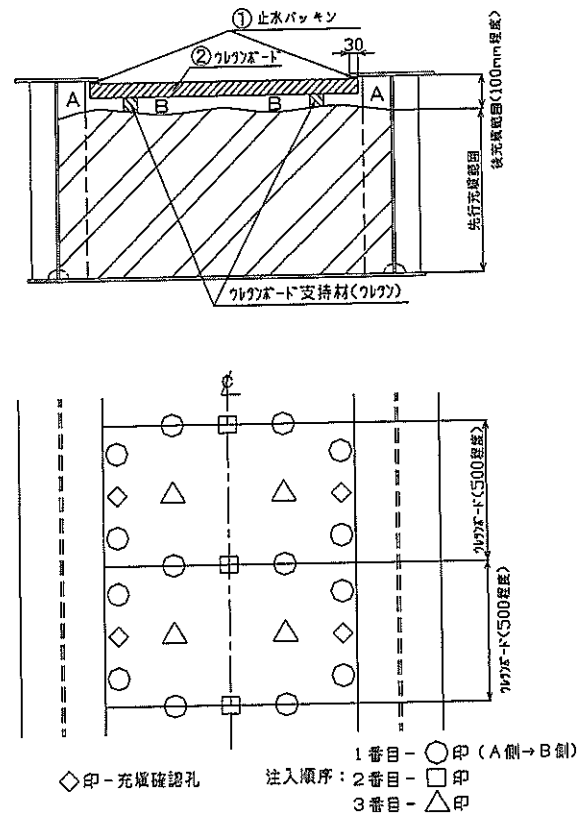 ① 止水パッキン
② ウレタンボード
30
A
B
B
A
後充填範囲(100mm程度)
先行充填範囲
ウレタンボード支持材(ウレタン)
℄
ウレタンボード(500程度)
ウレタンボード(500程度)
◇印-充填確認孔
注入順序:
1番目-○印(A側→B側)
2番目-□印
3番目-△印